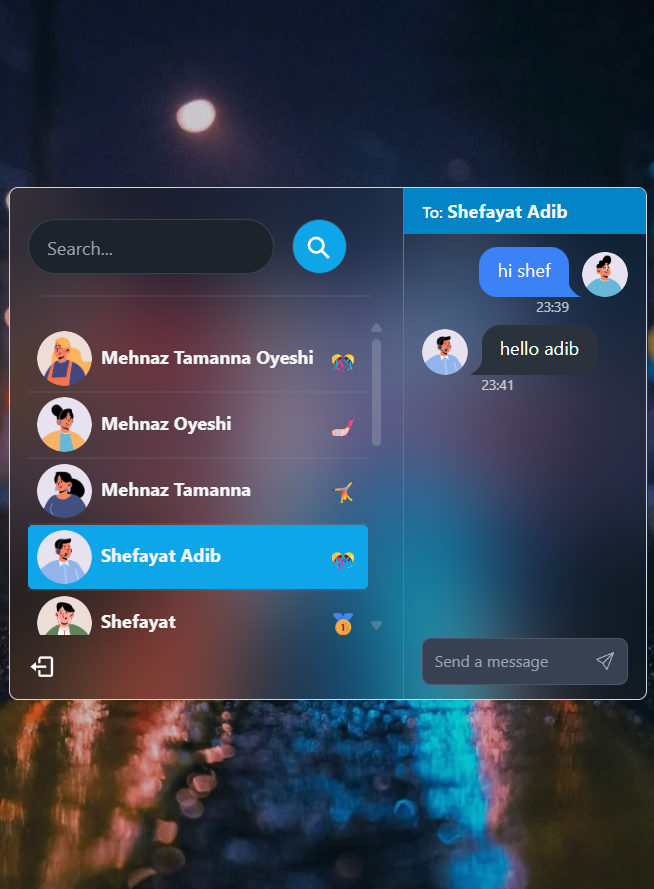 Search...
Mehnaz Tamanna Oyeshi
Mehnaz Oyeshi
Mehnaz Tamanna
Shefayat Adib
Shefayat
1
To: Shefayat Adib
hi shef
23:39
hello adib
23:41
Send a message